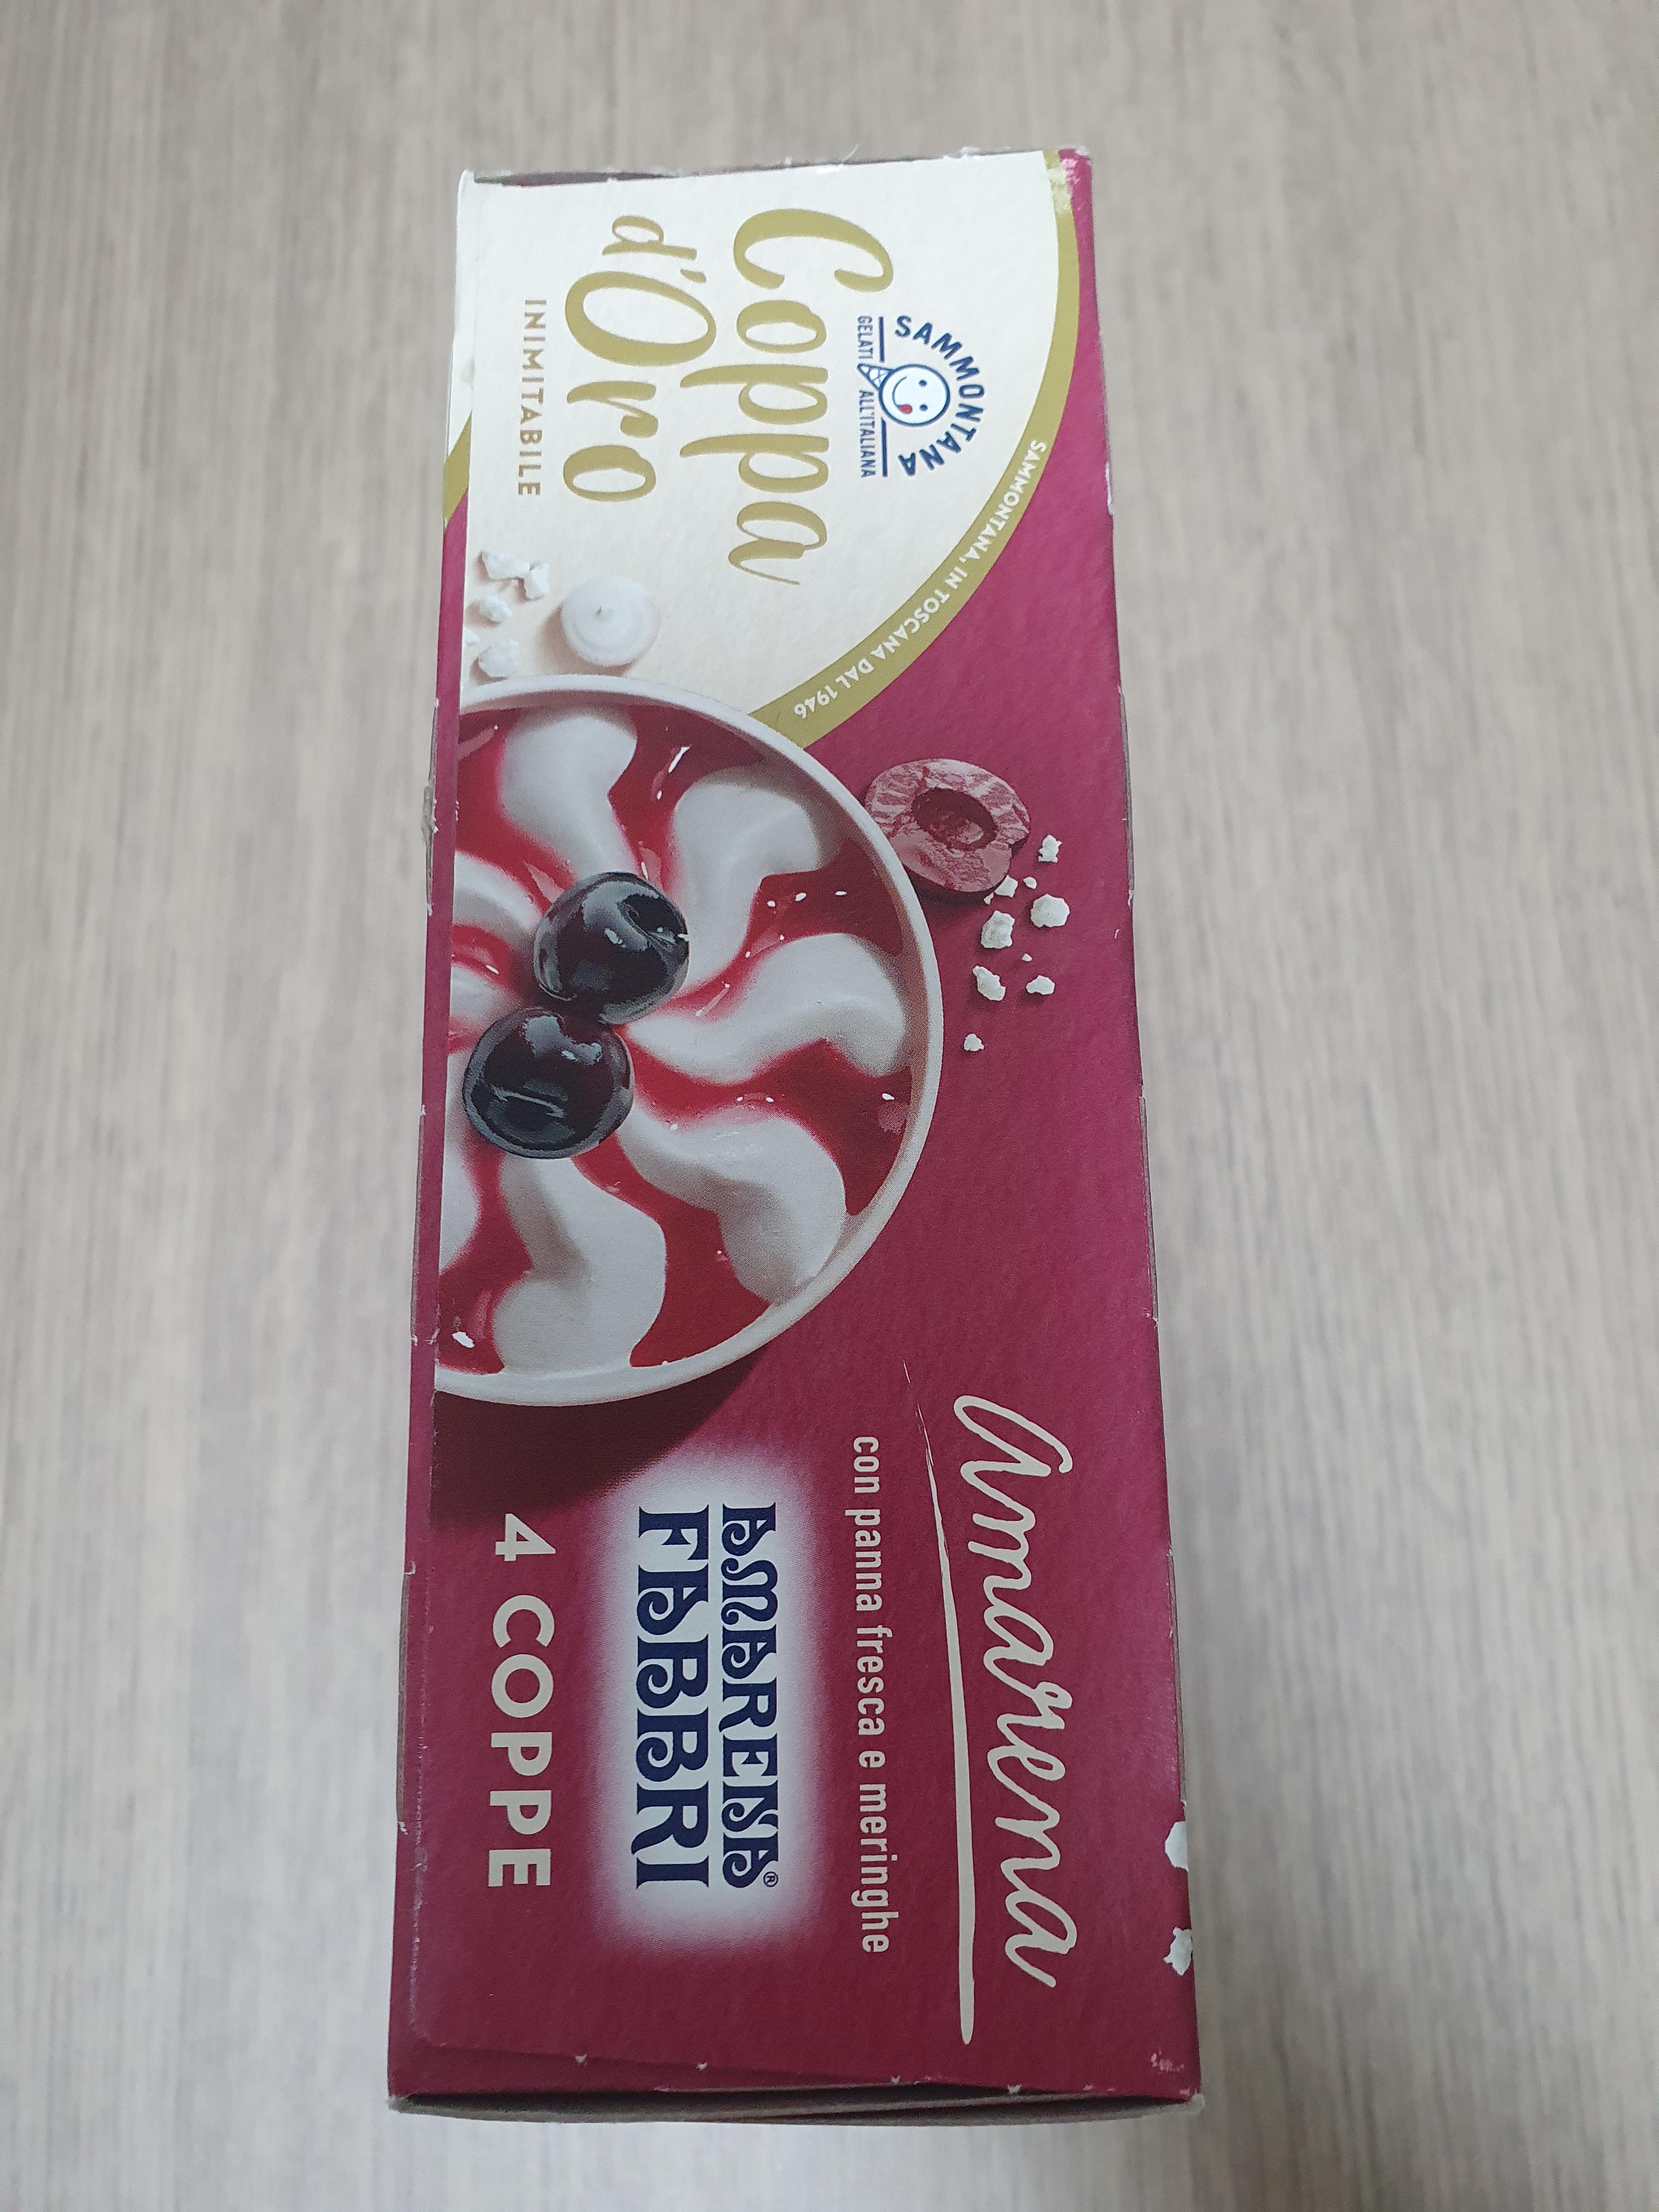 SAMMONTANA
GELATI ALL'ITALIANA
Coppa
d'Oro
INIMITABILE
SAMMONTANA, IN TOSCANA DAL 1946
Amarena
con panna fresca e meringhe
AMARENA®
FABBRI
4 COPPE